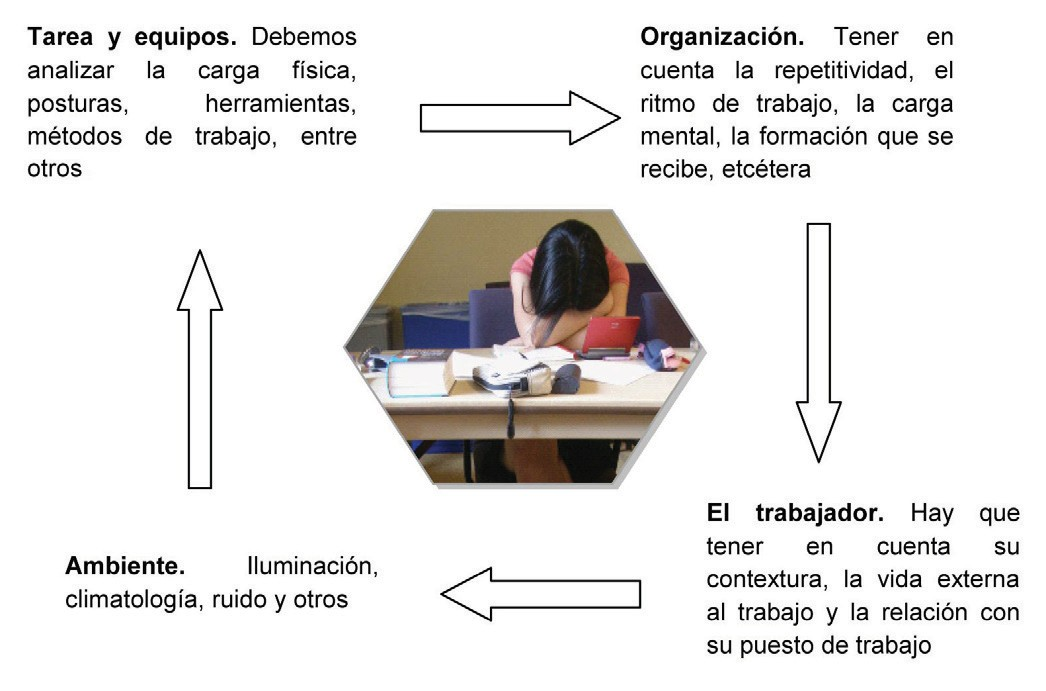 Tarea y equipos. Debemos
analizar la carga física,
posturas, herramientas,
métodos de trabajo, entre
otros
Organización. Tener en
cuenta la repetitividad, el
ritmo de trabajo, la carga
mental, la formación que se
recibe, etcétera
El trabajador. Hay que
tener en cuenta su
contextura, la vida externa
al trabajo y la relación con
su puesto de trabajo
Ambiente. Iluminación,
climatología, ruido y otros